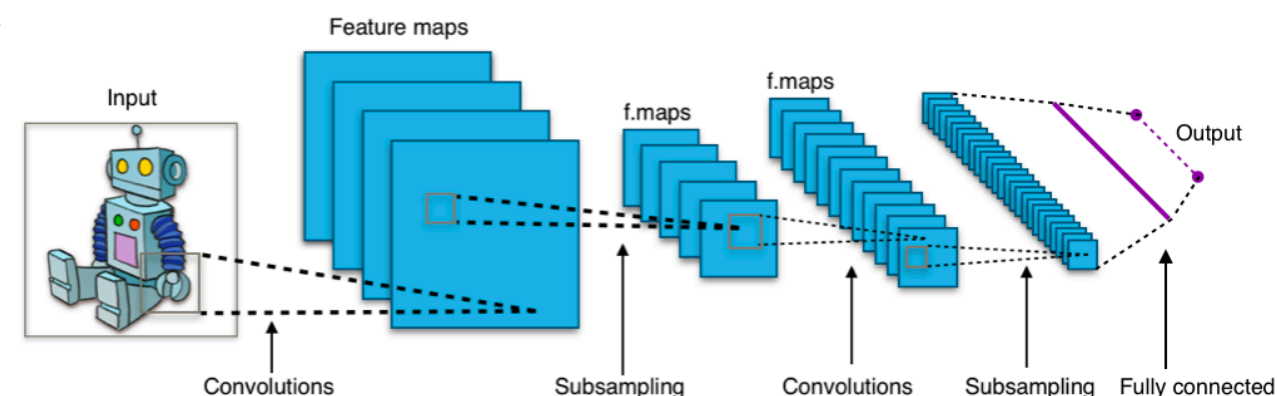 Feature maps
Input
f.maps
f.maps
Output
Convolutions
Subsampling
Convolutions
Subsampling
Fully connected